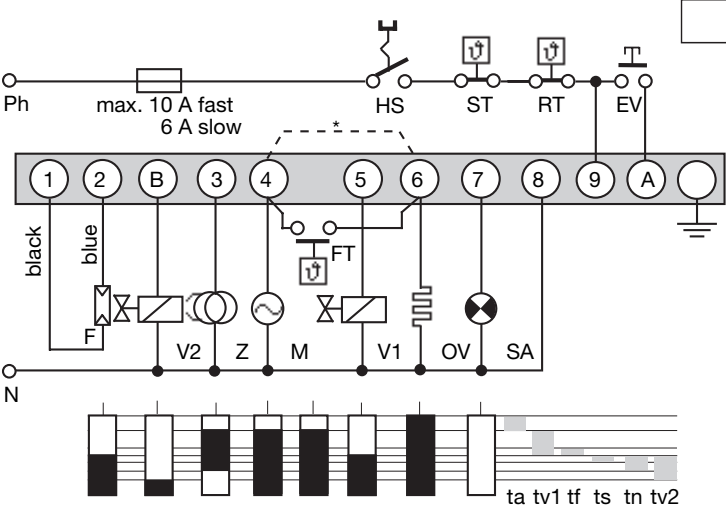 Ph
max. 10 A fast
6 A slow
HS
ST
RT
EV
ϑ
ϑ
*
1 2 B 3 4 5 6 7 8 9 A
black
blue
FT
ϑ
F
V2 Z M V1 OV SA
N
ta tv1 tf ts tn tv2